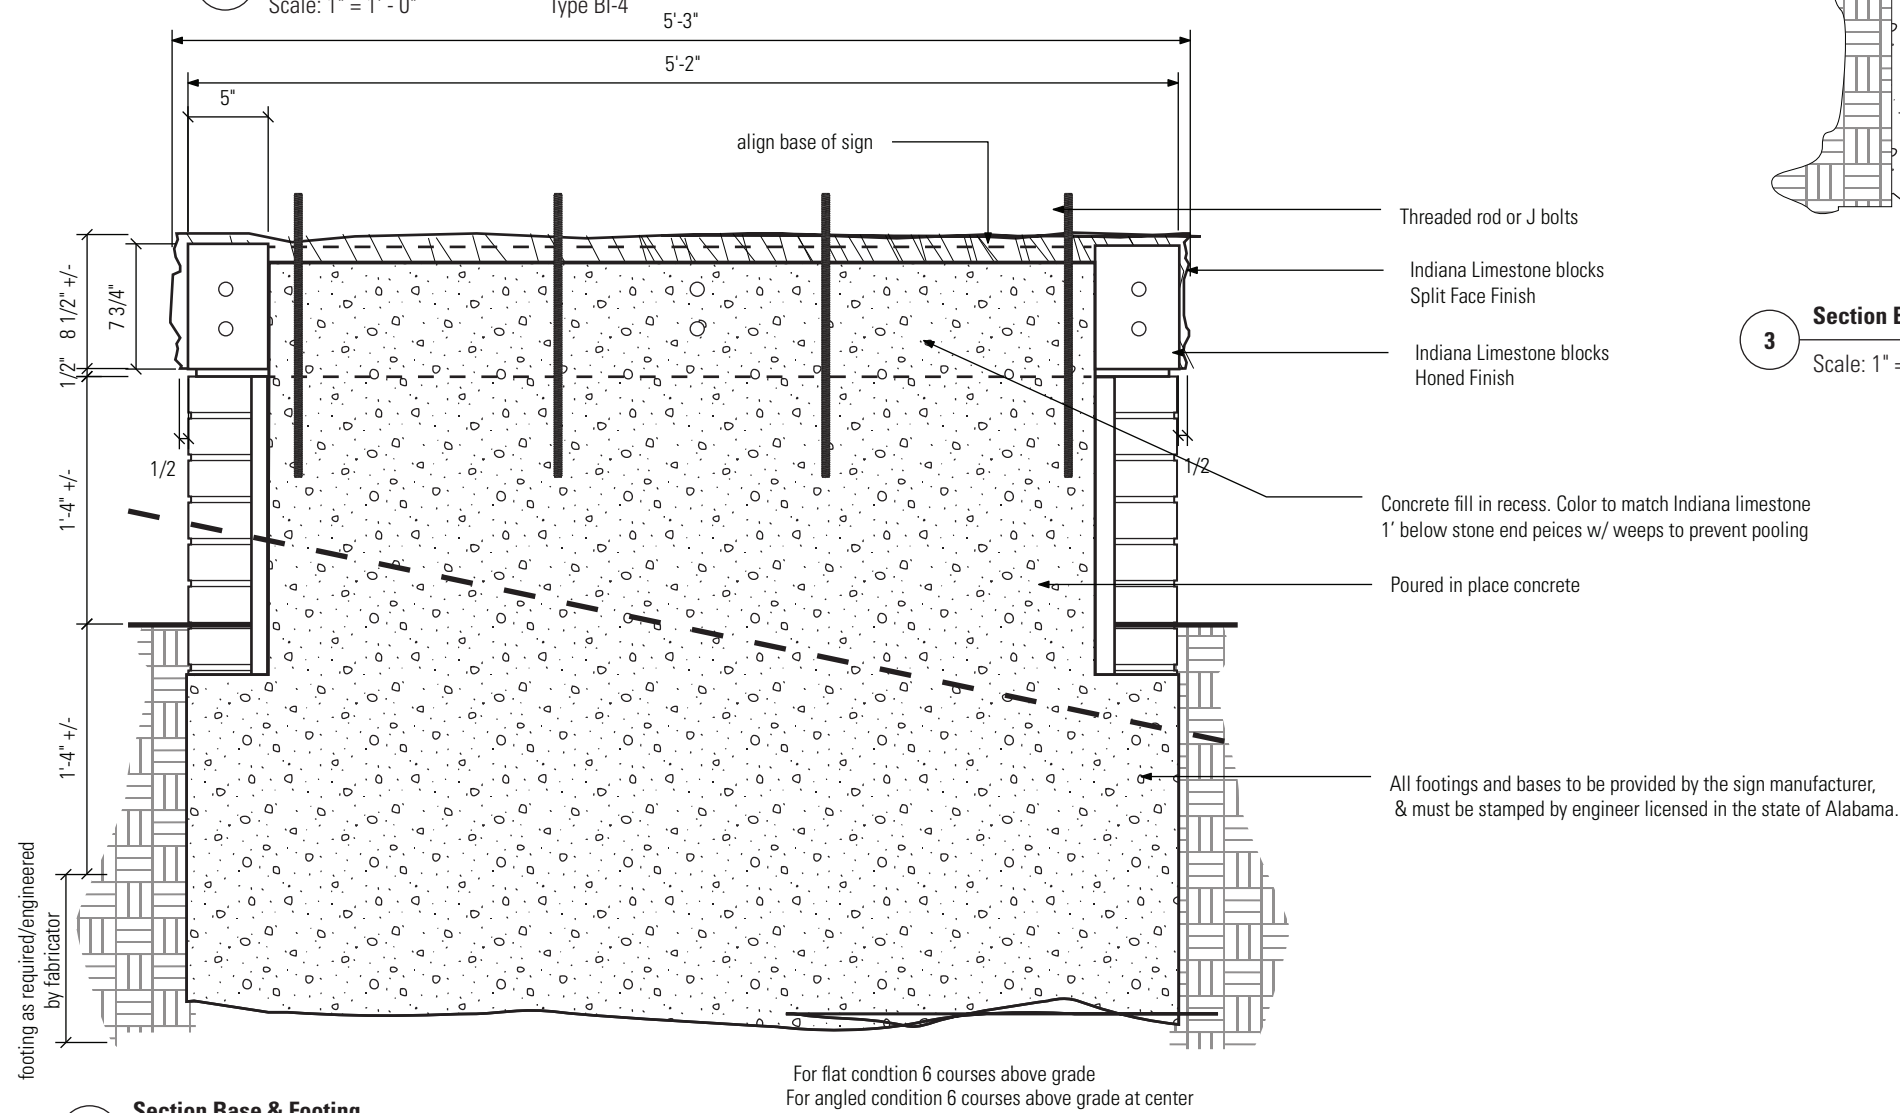 Scale: 1" = 1' - 0"
Type BI-4
5'-3"
5'-2"
5"
align base of sign
Threaded rod or J bolts
Indiana Limestone blocks
Split Face Finish
Indiana Limestone blocks
Honed Finish
3
Section
Scale: 1" =
8 1/2" +/-
7 3/4"
1/2"
1/2
1/2
1'-4" +/-
Concrete fill in recess. Color to match Indiana limestone
1' below stone end peices w/ weeps to prevent pooling
Poured in place concrete
1'-4" +/-
All footings and bases to be provided by the sign manufacturer,
& must be stamped by engineer licensed in the state of Alabama.
footing as required/engineered
by fabricator
For flat condtion 6 courses above grade
For angled condition 6 courses above grade at center
Section Base & Footing